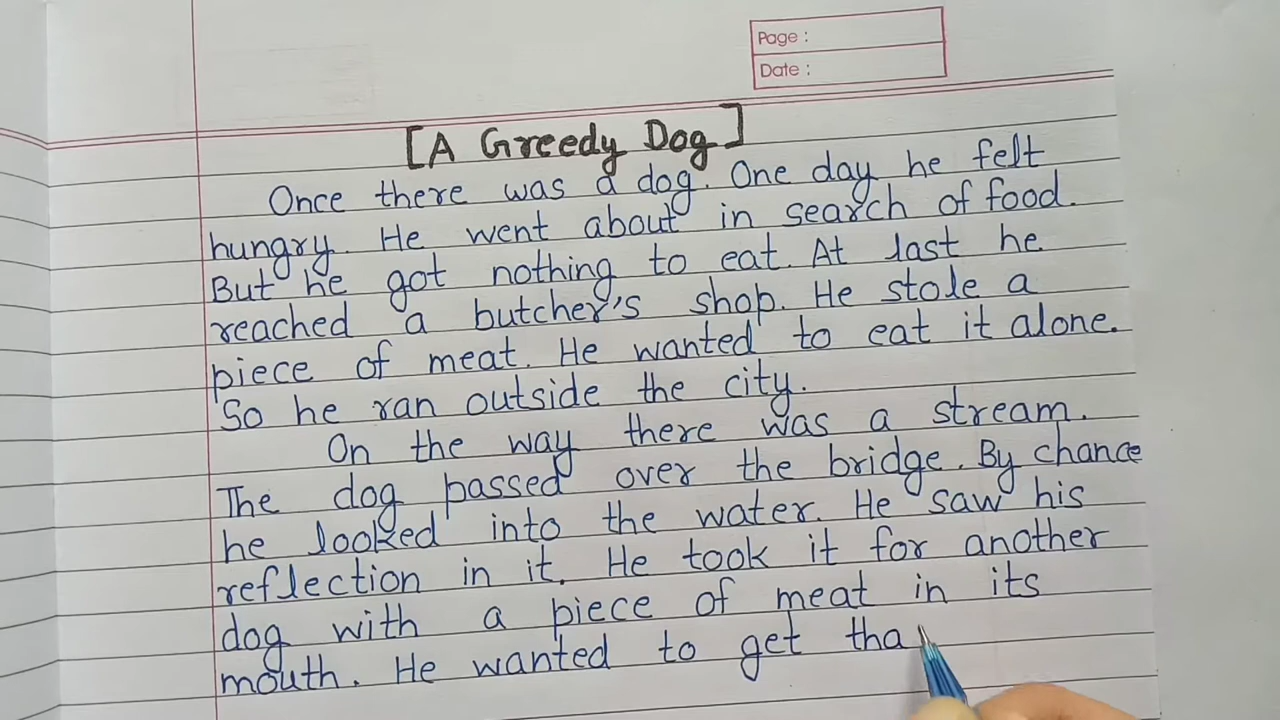 Page :
Date :
[A Greedy Dog]
Once there was a dog. One day he felt
hungry. He went about in search of food.
But he got nothing to eat. At last he
reached a butcher's shop. He stole a
piece of meat. He wanted to eat it alone.
So he ran outside the city.
On the way there was a stream.
The dog passed over the bridge. By chance
he looked into the water. He saw his
reflection in it. He took it for another
dog with a piece of meat in its
mouth. He wanted to get tha